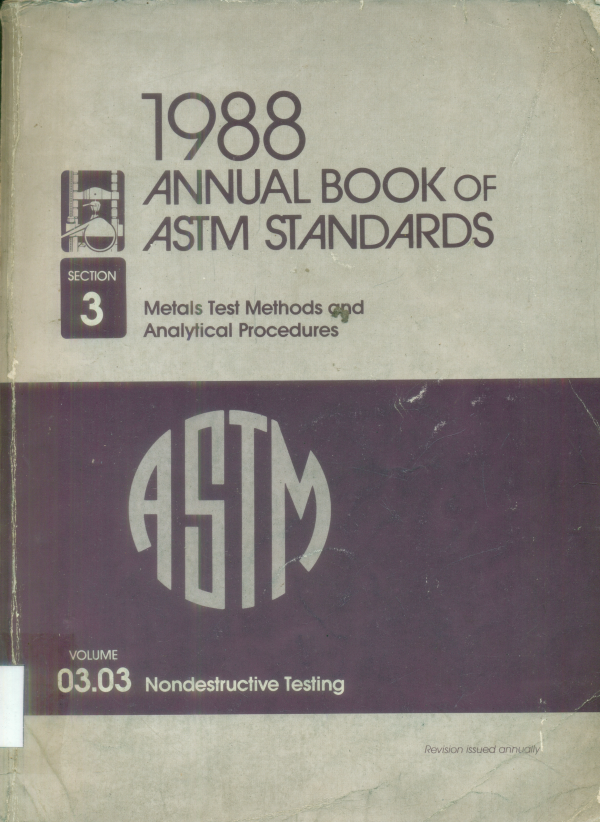 1988
ANNUAL BOOK OF
ASTM STANDARDS
SECTION
3
Metals Test Methods and
Analytical Procedures
ASTM
VOLUME
03.03 Nondestructive Testing
Revision issued annually